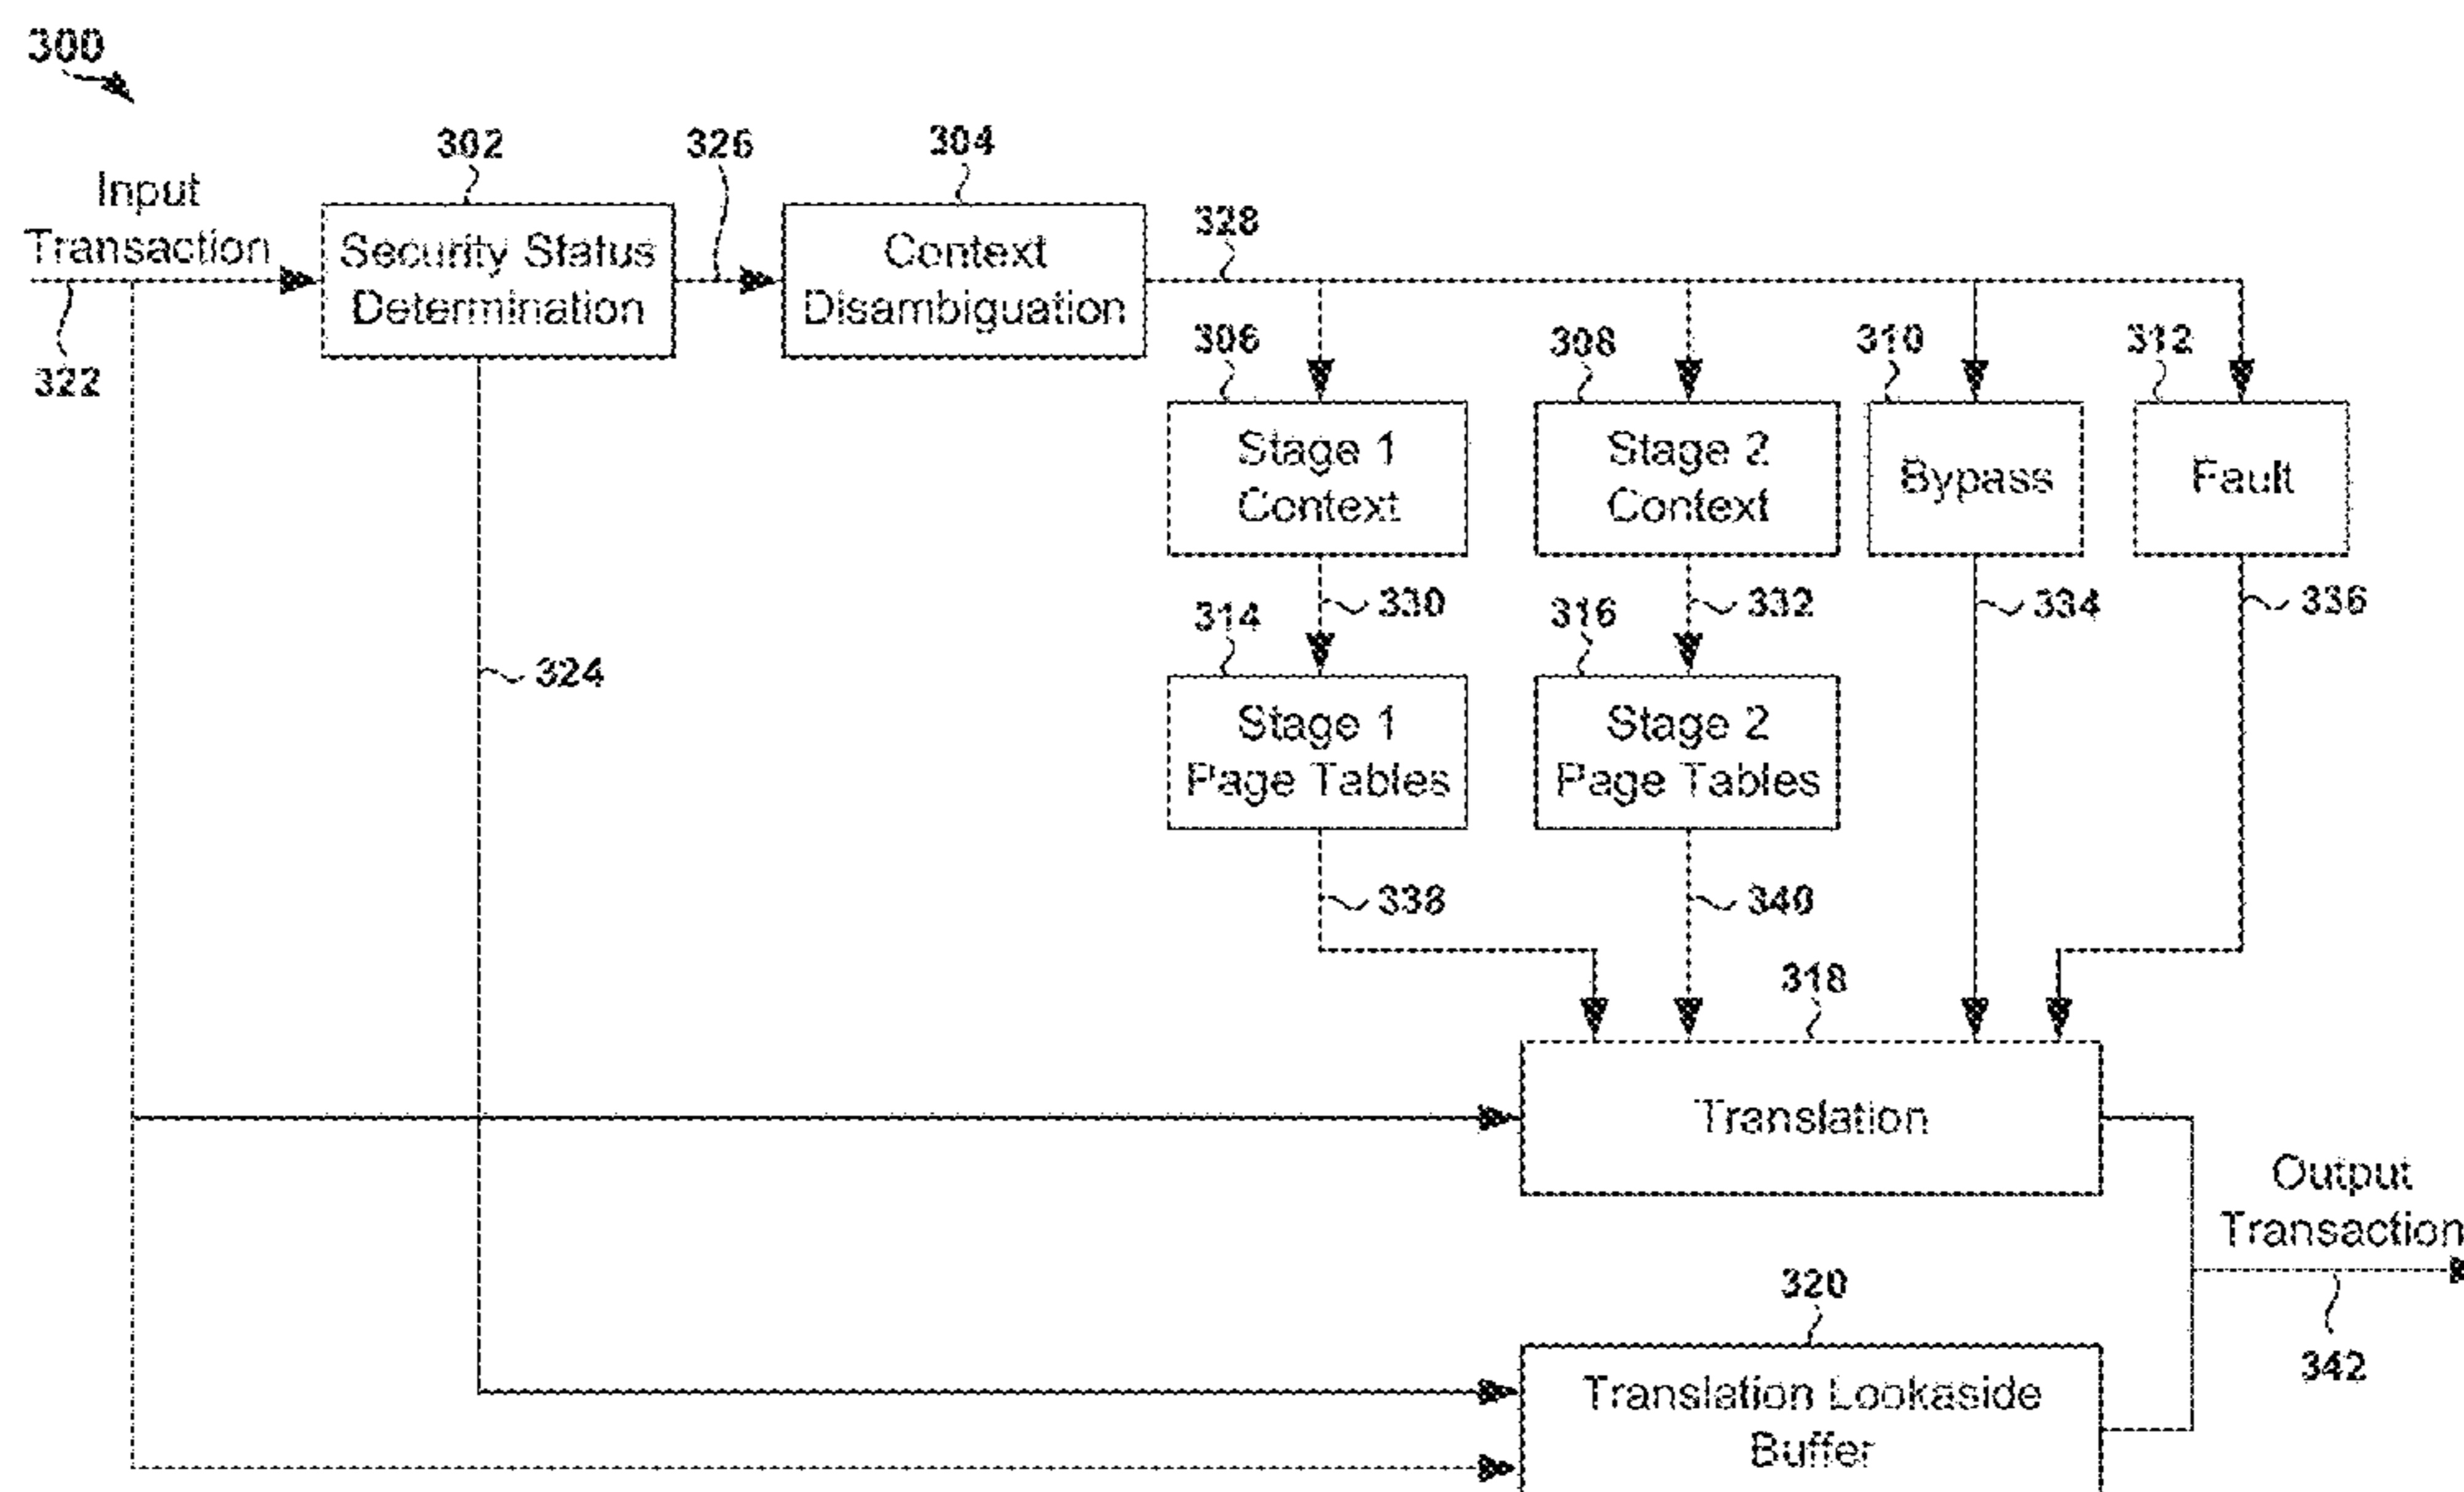 300
302
326
304
Input
Transaction
Security Status
Determination
Context
Disambiguation
328
322
306
308
310
312
Stage 1
Context
Stage 2
Context
Bypass
Fault
330
332
334
336
314
316
324
Stage 1
Page Tables
Stage 2
Page Tables
338
340
318
Translation
Output
Transaction
320
342
Translation Lookaside
Buffer